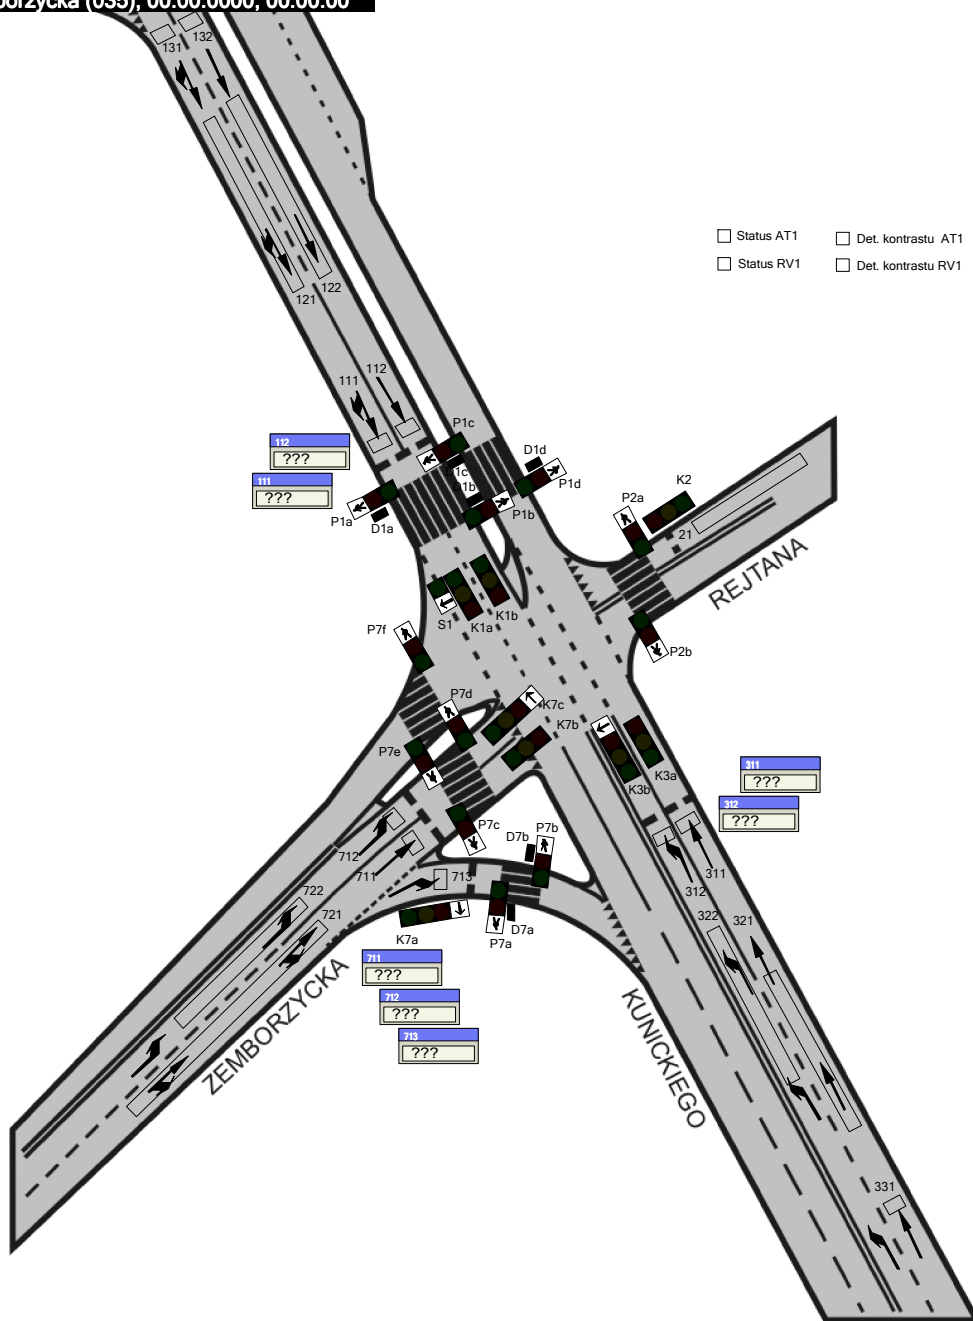 (035), 00:00:0000, 00:00:00
131
132
Status AT1
Det. kontrastu AT1
Status RV1
Det. kontrastu RV1
121
122
111
112
P1c
112
???
111
???
D1c
D1b
D1d
P1d
P1a
D1a
P1b
P2a
K2
21
REJTANA
S1
K1a
K1b
P7f
P2b
P7d
K7c
K7b
P7e
K3a
K3b
311
???
312
???
712
711
P7c
D7b
P7b
713
311
312
722
721
322
321
K7a
P7a
D7a
711
???
712
???
713
???
ZEMBORZYCKA
KUNICKIEGO
331